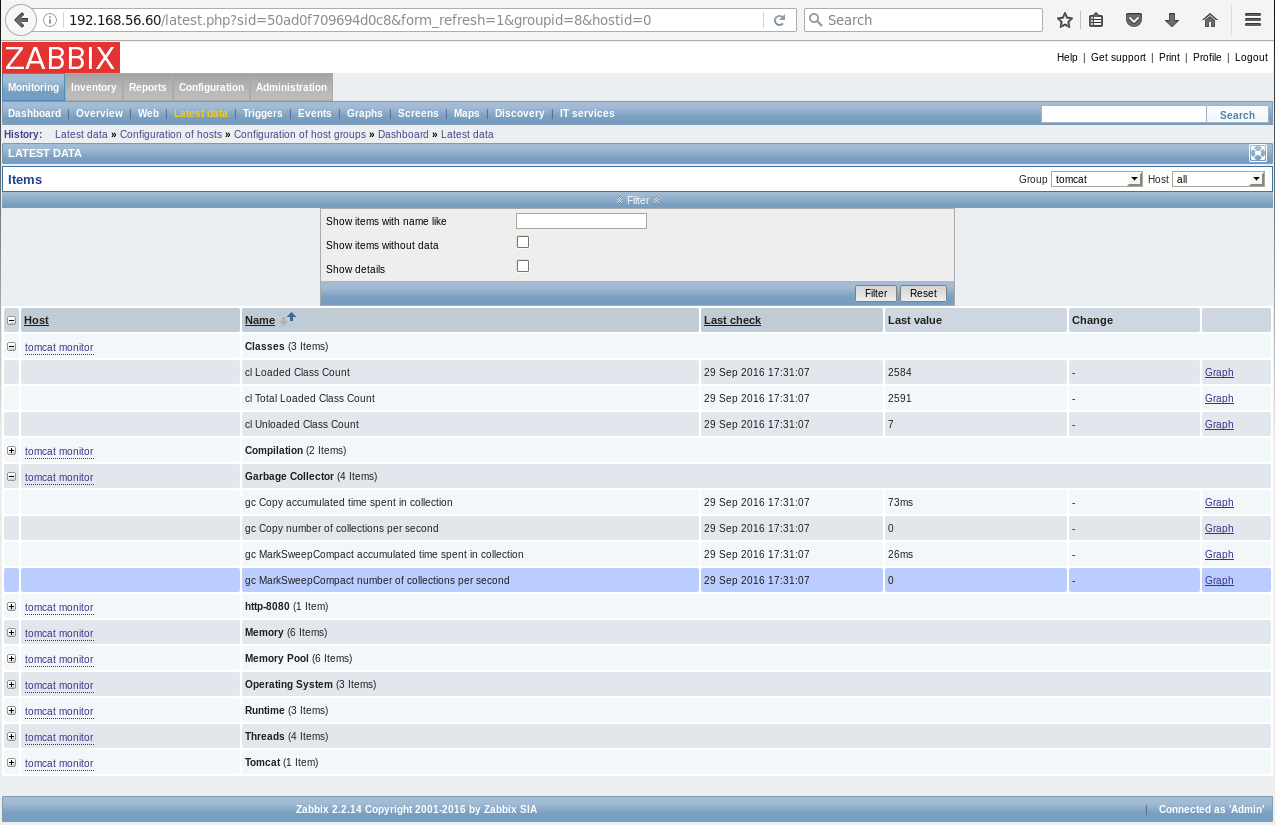 192.168.56.60/latest.php?sid=50ad0f709694d0c8&form_refresh=1&groupid=8&hostid=0 Search
ZABBIX Help | Get support | Print | Profile | Logout
Monitoring Inventory Reports Configuration Administration
Dashboard | Overview | Web | Latest data | Triggers | Events | Graphs | Screens | Maps | Discovery | IT services Search
History: Latest data » Configuration of hosts » Configuration of host groups » Dashboard » Latest data
LATEST DATA
Items Group tomcat Host all
Filter
Show items with name like
Show items without data
Show details
Filter Reset
Host Name Last check Last value Change
tomcat monitor Classes (3 Items)
cl Loaded Class Count 29 Sep 2016 17:31:07 2584 - Graph
cl Total Loaded Class Count 29 Sep 2016 17:31:07 2591 - Graph
cl Unloaded Class Count 29 Sep 2016 17:31:07 7 - Graph
tomcat monitor Compilation (2 Items)
tomcat monitor Garbage Collector (4 Items)
gc Copy accumulated time spent in collection 29 Sep 2016 17:31:07 73ms - Graph
gc Copy number of collections per second 29 Sep 2016 17:31:07 0 - Graph
gc MarkSweepCompact accumulated time spent in collection 29 Sep 2016 17:31:07 26ms - Graph
gc MarkSweepCompact number of collections per second 29 Sep 2016 17:31:07 0 - Graph
tomcat monitor http-8080 (1 Item)
tomcat monitor Memory (6 Items)
tomcat monitor Memory Pool (6 Items)
tomcat monitor Operating System (3 Items)
tomcat monitor Runtime (3 Items)
tomcat monitor Threads (4 Items)
tomcat monitor Tomcat (1 Item)
Zabbix 2.2.14 Copyright 2001-2016 by Zabbix SIA | Connected as 'Admin'